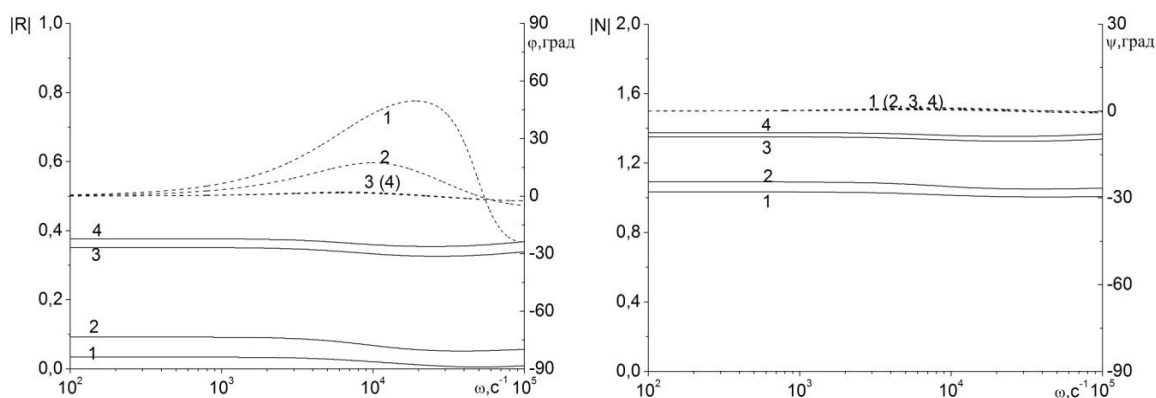 |R| 1,0 90
φ,град
0,8 60
1 30
2
0,6 3 (4) 0
0,4 4
3 -30
0,2 -60
2
1
0,0 -90
10² 10³ 10⁴ ω,с⁻¹ 10⁵
|N| 2,0 30
ψ,град
1,6 1 (2, 3, 4) 0
4
3
1,2 2 -30
1
0,8
0,4 -60
0,0 -90
10² 10³ 10⁴ ω,с⁻¹ 10⁵